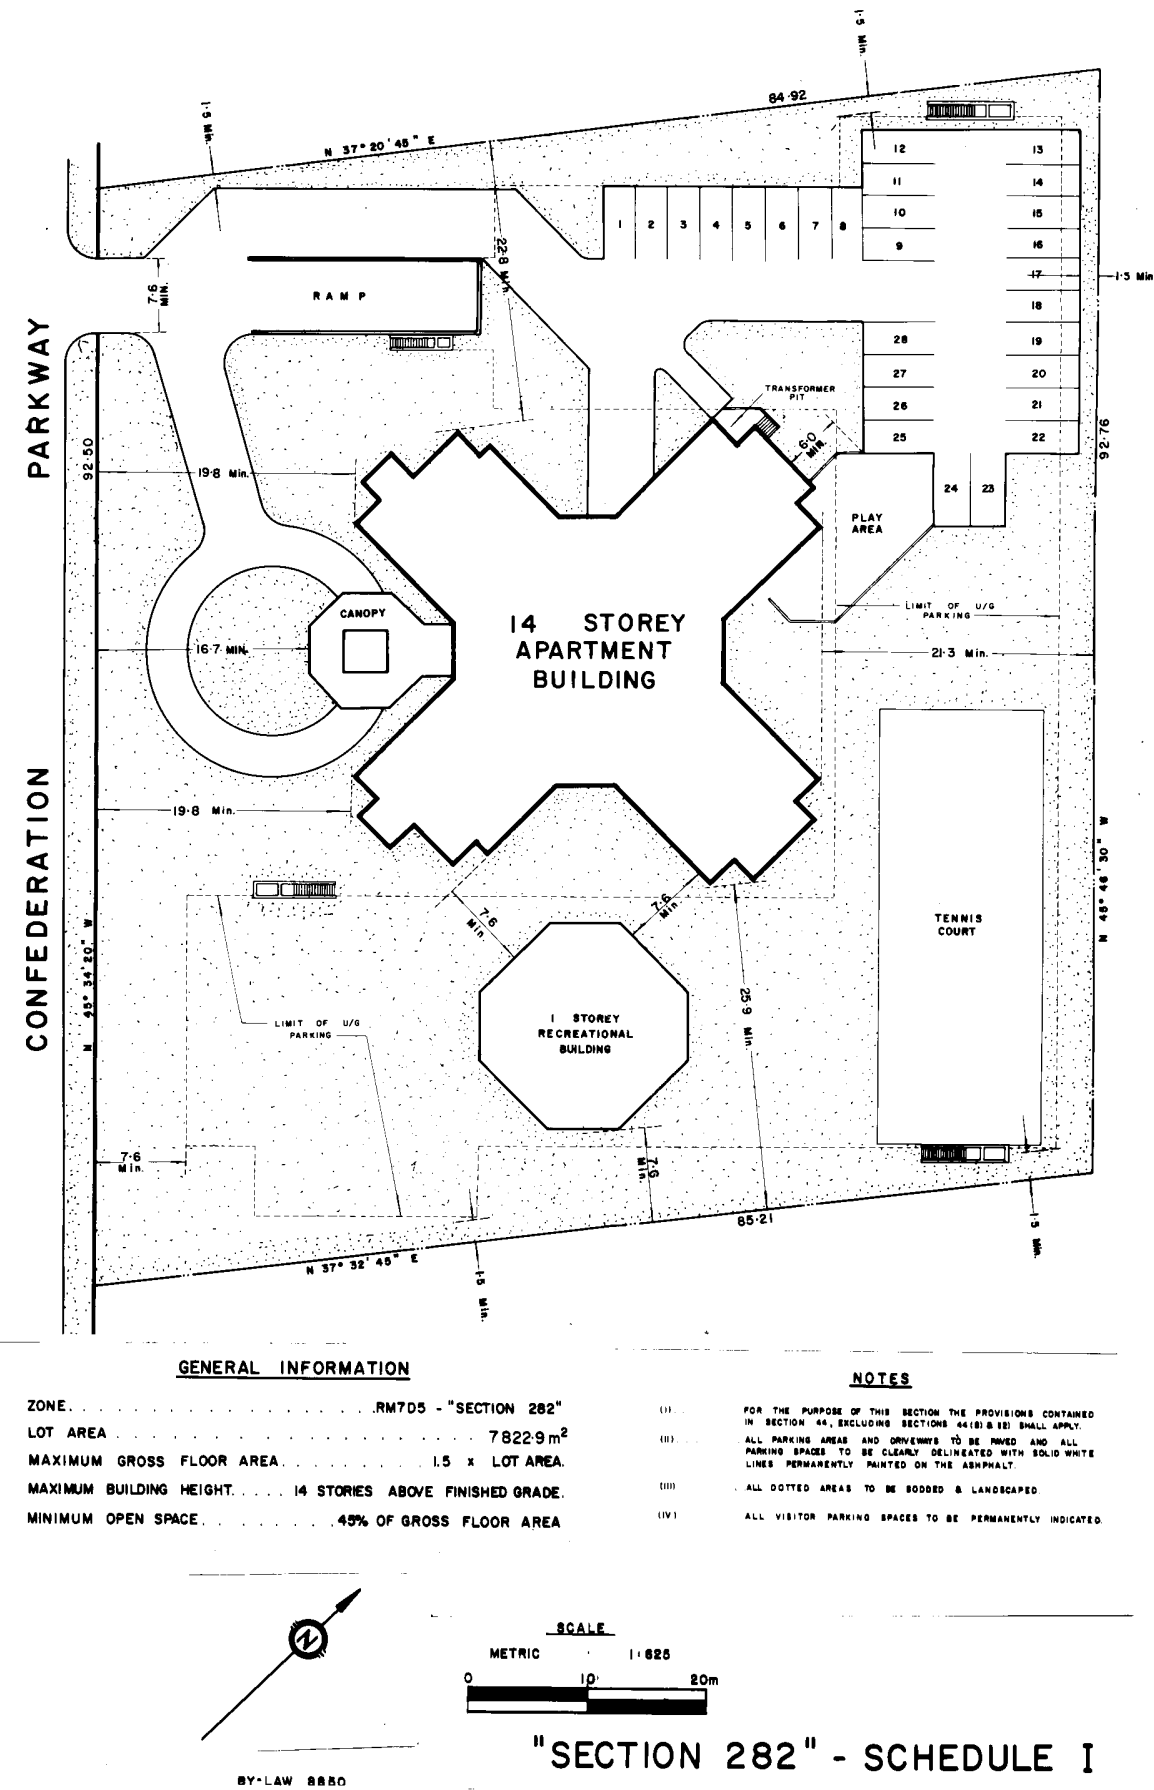 1·5 Min.
84·92
1·5 Min.
N 37° 20' 45" E
12
13
11
14
10
15
9
16
1 2 3 4 5 6 7 8
17
1·5 Min
18
22·8 Min.
7·6 MIN.
RAMP
28
19
27
20
26
21
25
22
24 23
TRANSFORMER
PIT
6·0
MIN.
92·76
92·50
19·8 Min.
PLAY
AREA
PARKWAY
CANOPY
14 STOREY
APARTMENT
BUILDING
LIMIT OF U/G
PARKING
16·7 MIN.
21·3 Min.
19·8 Min.
CONFEDERATION
N 45° 34' 20" W
N 45° 46' 30" W
7·6
Min.
7·6
Min
TENNIS
COURT
25·9 Min.
1 STOREY
RECREATIONAL
BUILDING
LIMIT OF U/G
PARKING
7·6
Min.
7·6
Min.
85·21
N 37° 32' 45" E
1·5 Min.
1·5 Min.
GENERAL INFORMATION
ZONE. . . . . . . . . . . . . . . . . .RM7D5 - "SECTION 282"
LOT AREA . . . . . . . . . . . . . . . . . . . . 7822·9 m²
MAXIMUM GROSS FLOOR AREA. . . . . . . . . 1.5 x LOT AREA.
MAXIMUM BUILDING HEIGHT. . . . . 14 STORIES ABOVE FINISHED GRADE.
MINIMUM OPEN SPACE. . . . . . . . .45% OF GROSS FLOOR AREA
NOTES
(I) . . FOR THE PURPOSE OF THIS SECTION THE PROVISIONS CONTAINED
IN SECTION 44, EXCLUDING SECTIONS 44(8) & 12) SHALL APPLY.
(II) . . . ALL PARKING AREAS AND DRIVEWAYS TO BE PAVED AND ALL
PARKING SPACES TO BE CLEARLY DELINEATED WITH SOLID WHITE
LINES PERMANENTLY PAINTED ON THE ASHPHALT.
(III) . ALL DOTTED AREAS TO BE SODDED & LANDSCAPED.
(IV) ALL VISITOR PARKING SPACES TO BE PERMANENTLY INDICATED.
N
SCALE
METRIC 1:625
0 10 20m
"SECTION 282" - SCHEDULE I
BY-LAW 8850